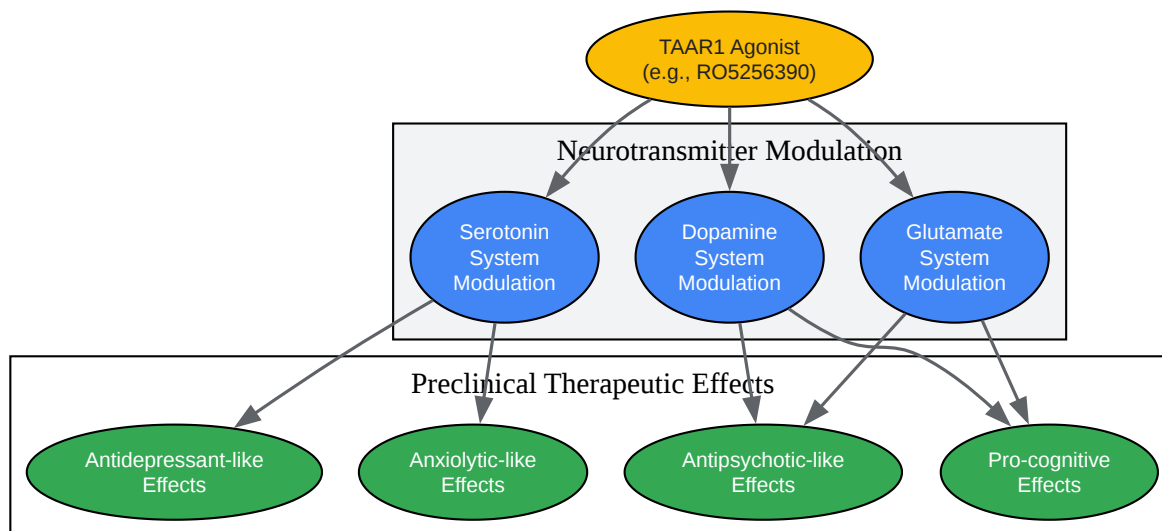 TAAR1 Agonist
(e.g., RO5256390)
Neurotransmitter Modulation
Serotonin
System
Modulation
Dopamine
System
Modulation
Glutamate
System
Modulation
Preclinical Therapeutic Effects
Antidepressant-like
Effects
Anxiolytic-like
Effects
Antipsychotic-like
Effects
Pro-cognitive
Effects